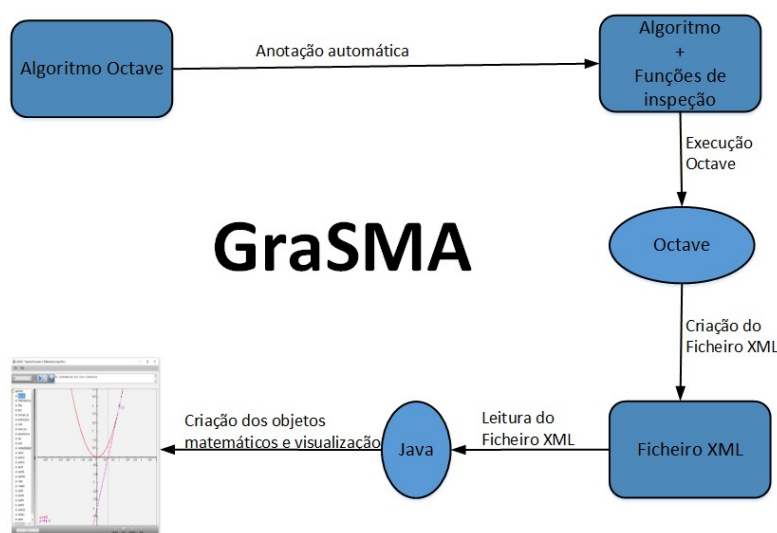 Algoritmo Octave
Anotação automática
Algoritmo
+
Funções de
inspeção
Execução
Octave
Octave
GraSMA
Criação do
Ficheiro XML
Ficheiro XML
Leitura do
Ficheiro XML
Java
Criação dos objetos
matemáticos e visualização